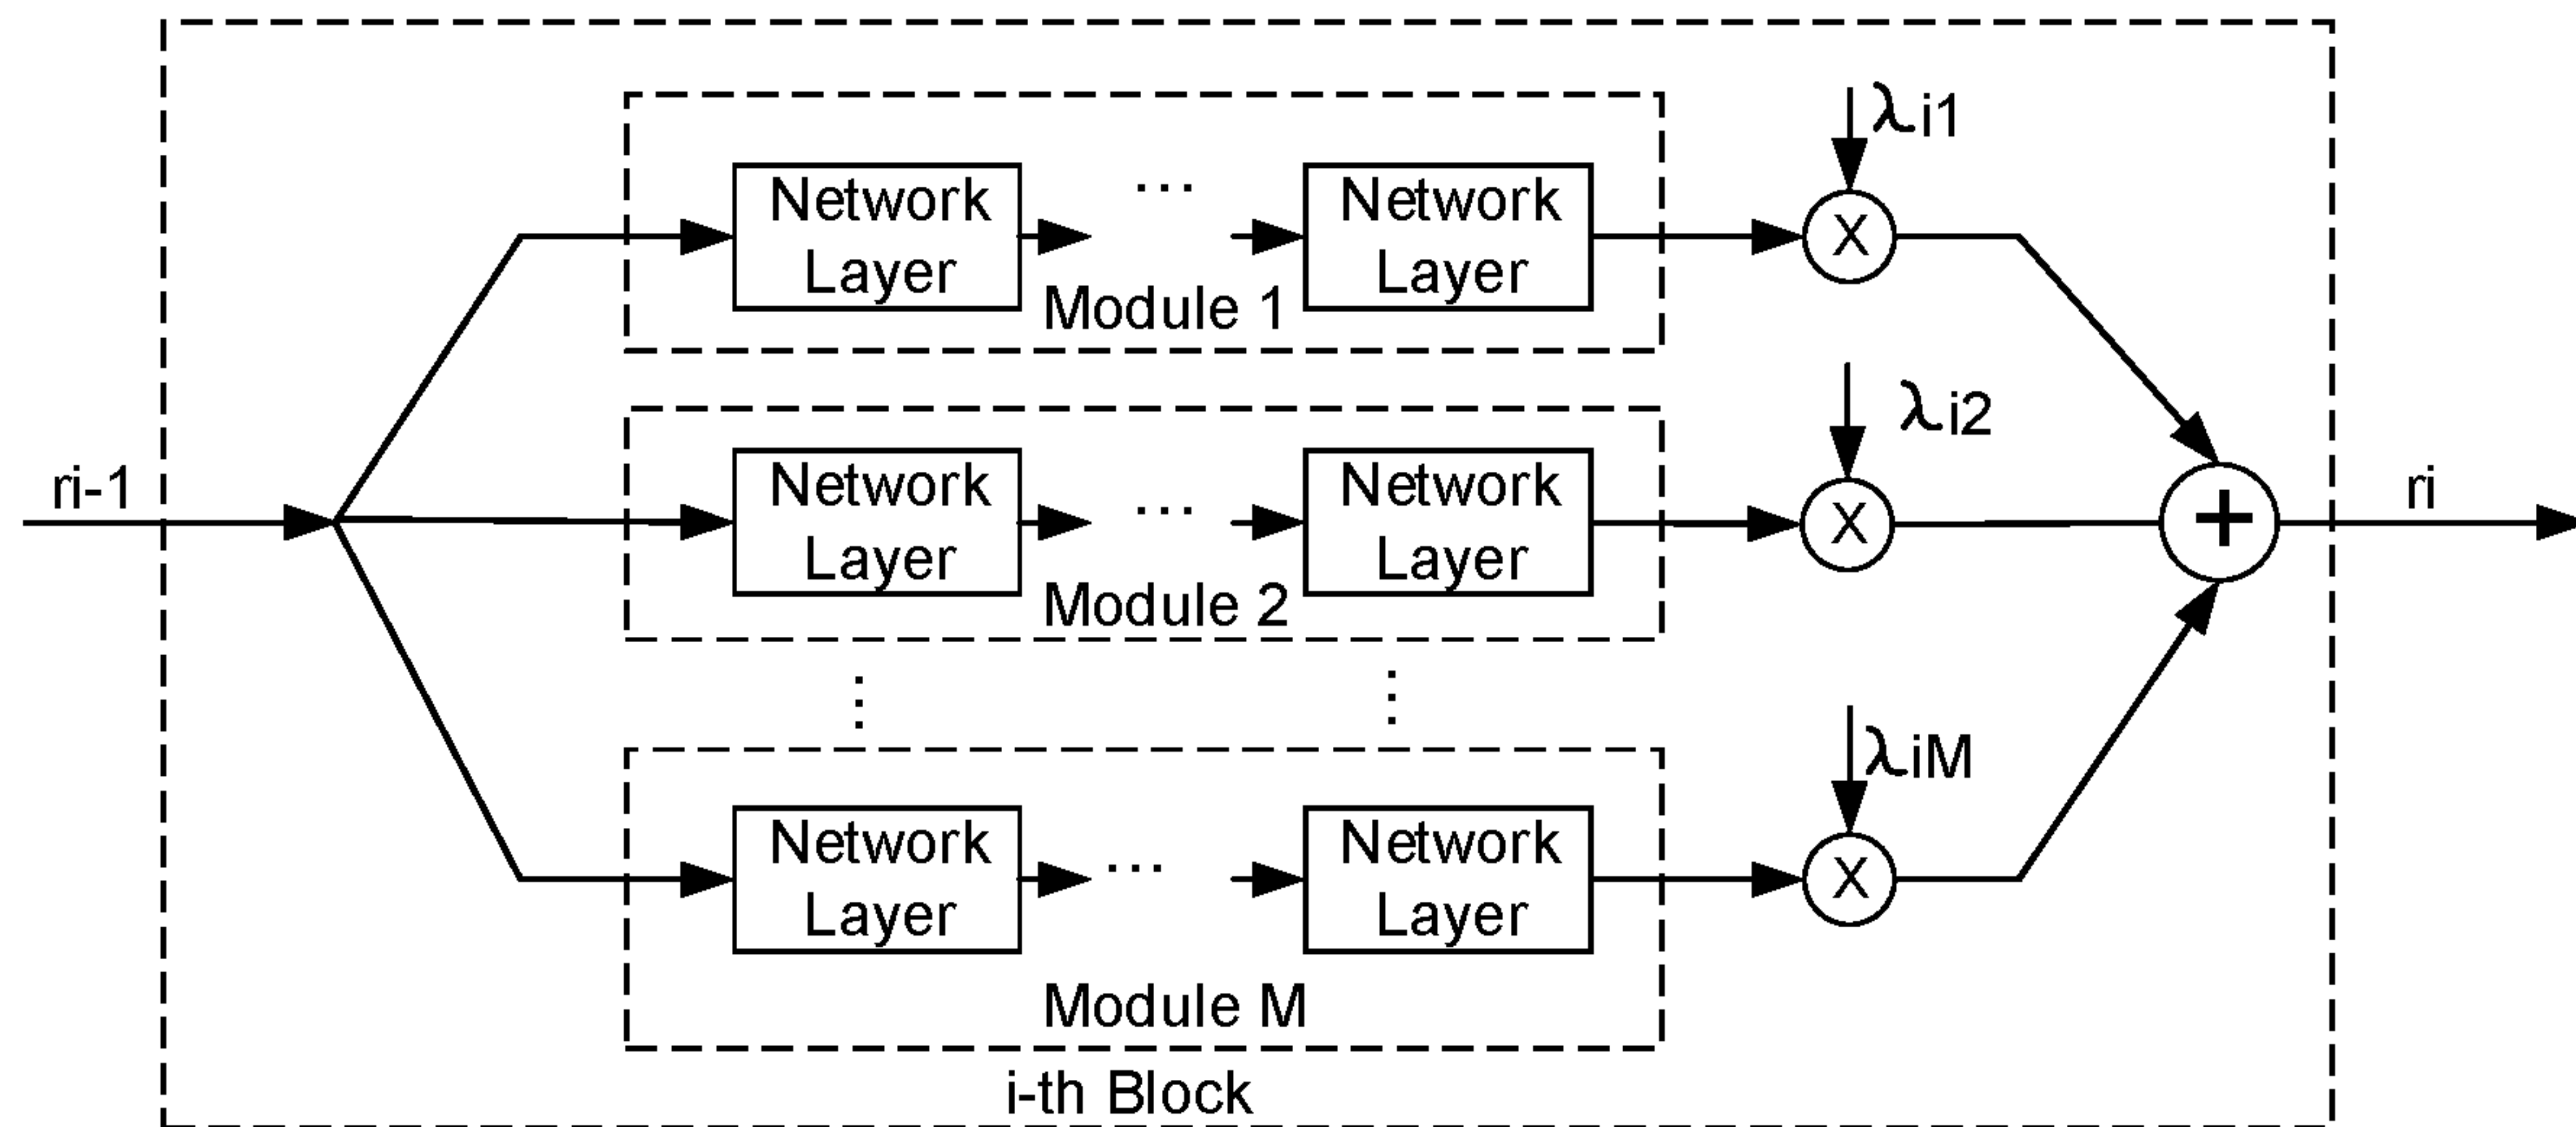 λi1
Network Layer
...
Network Layer
Module 1
X
λi2
ri-1
Network Layer
...
Network Layer
Module 2
X
+
ri
λiM
Network Layer
...
Network Layer
Module M
X
i-th Block